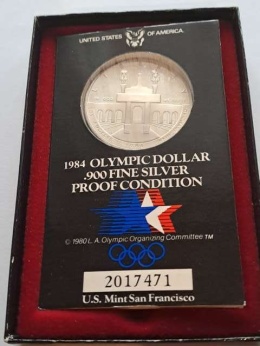 UNITED STATES OF AMERICA.
1984 OLYMPIC DOLLAR
.900 FINE SILVER
PROOF CONDITION
© 1980 L.A. Olympic Organizing Committee TM
2017471
U.S. Mint San Francisco